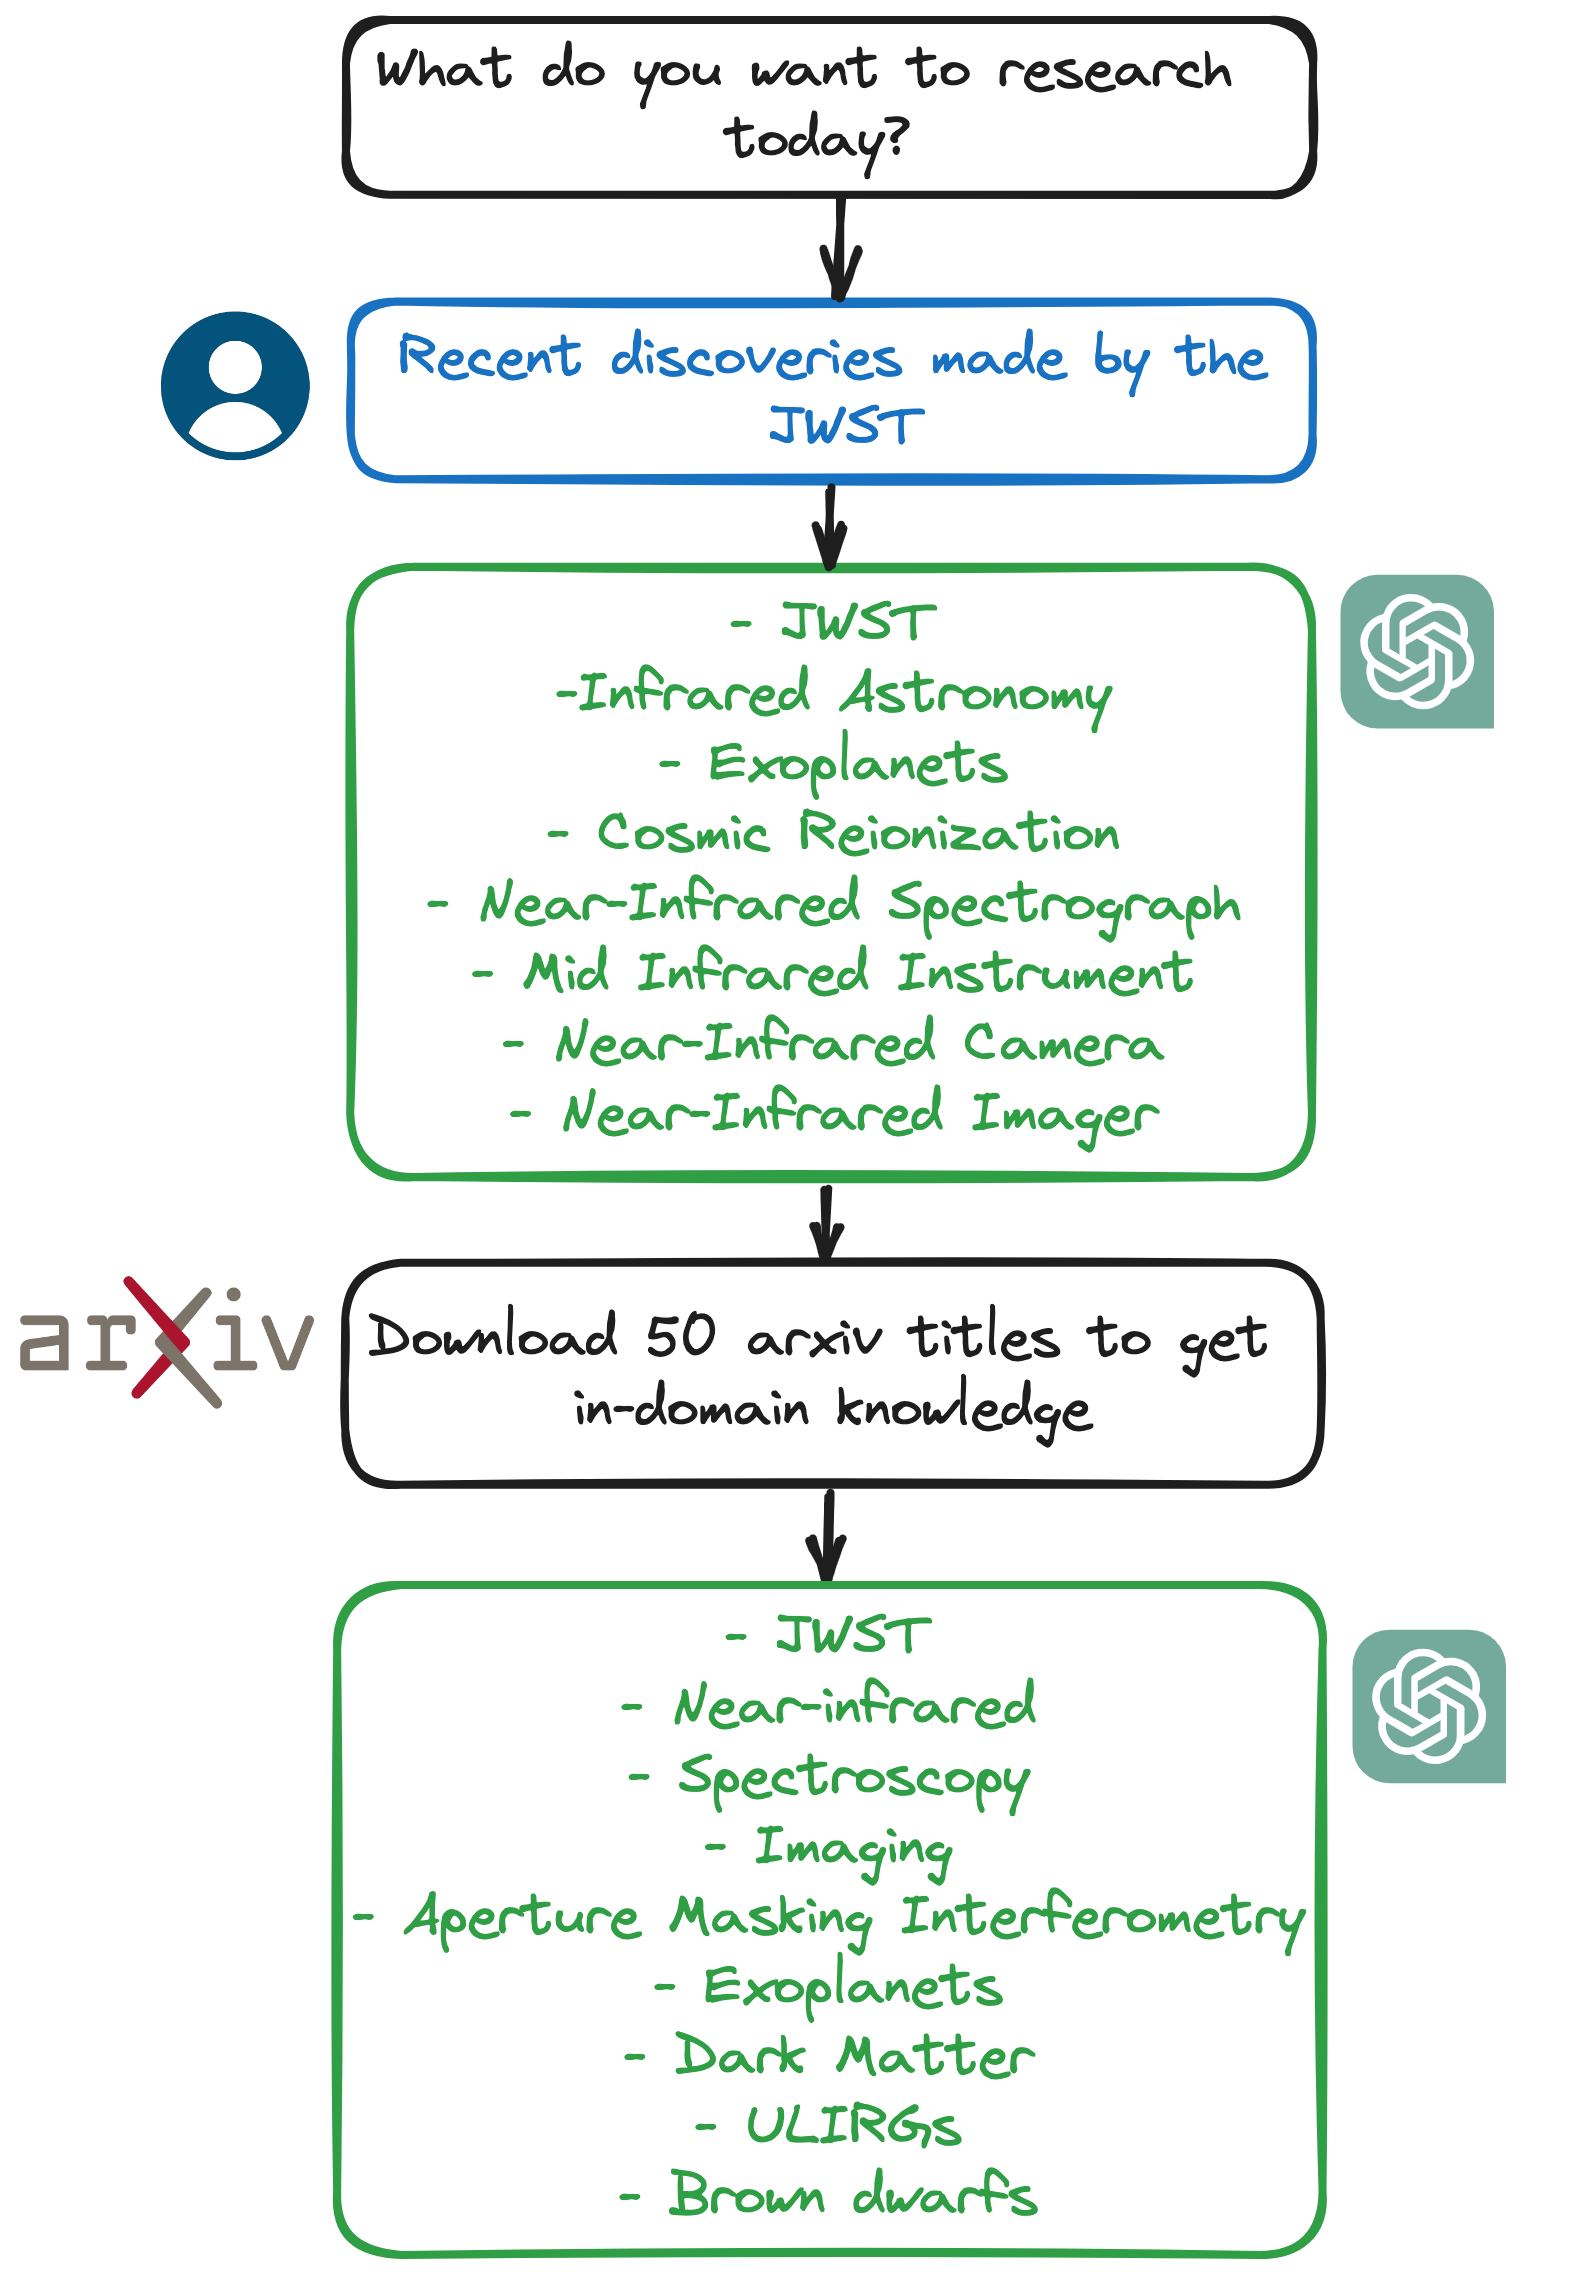 What do you want to research
today?
Recent discoveries made by the
JWST
- JWST
-Infrared Astronomy
- Exoplanets
- Cosmic Reionization
- Near-Infrared Spectrograph
- Mid Infrared Instrument
- Near-Infrared Camera
- Near-Infrared Imager
arXiv
Download 50 arxiv titles to get
in-domain knowledge
- JWST
- Near-infrared
- Spectroscopy
- Imaging
- Aperture Masking Interferometry
- Exoplanets
- Dark Matter
- ULIRGs
- Brown dwarfs